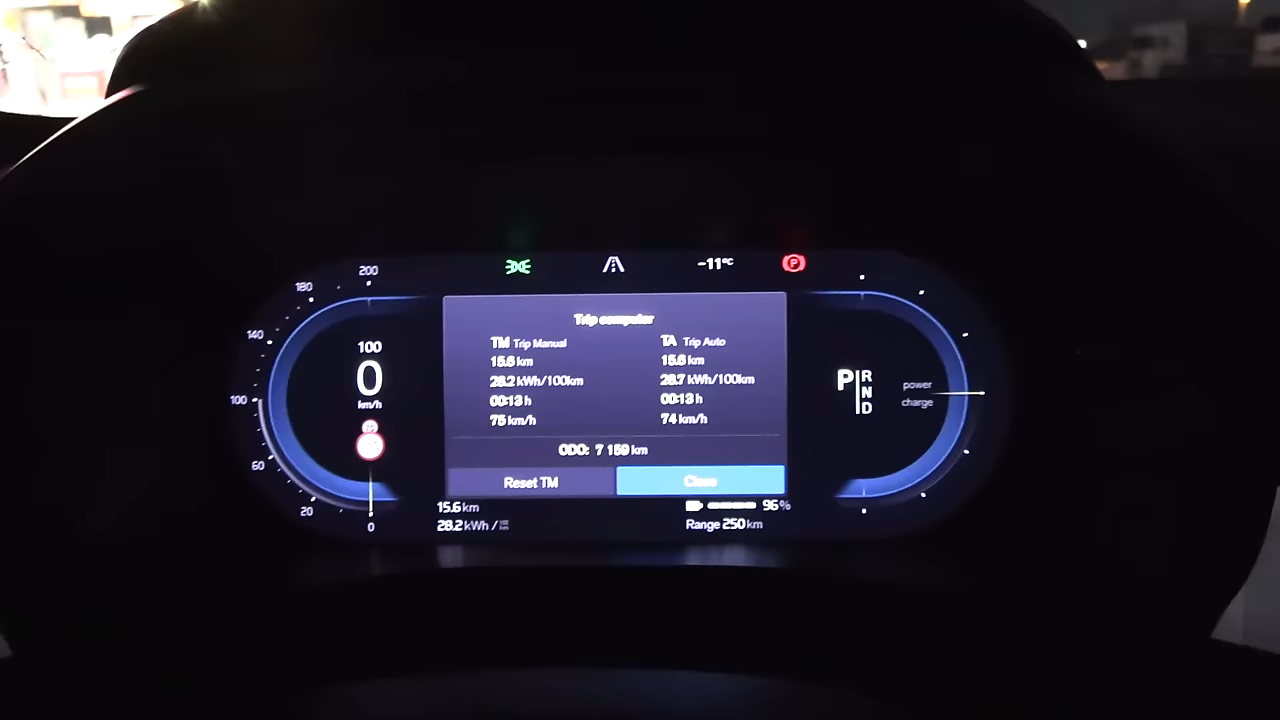 200
180
140
100
60
20
0
100
0
km/h
-11°C
P
Trip computer
TM Trip Manual
15.6 km
28.2 kWh/100km
00:13 h
75 km/h
TA Trip Auto
15.6 km
28.7 kWh/100km
00:13 h
74 km/h
ODO: 7 159 km
Reset TM
Close
15.6 km
28.2 kWh /
96 %
Range 250 km
P R
N
D
power
charge